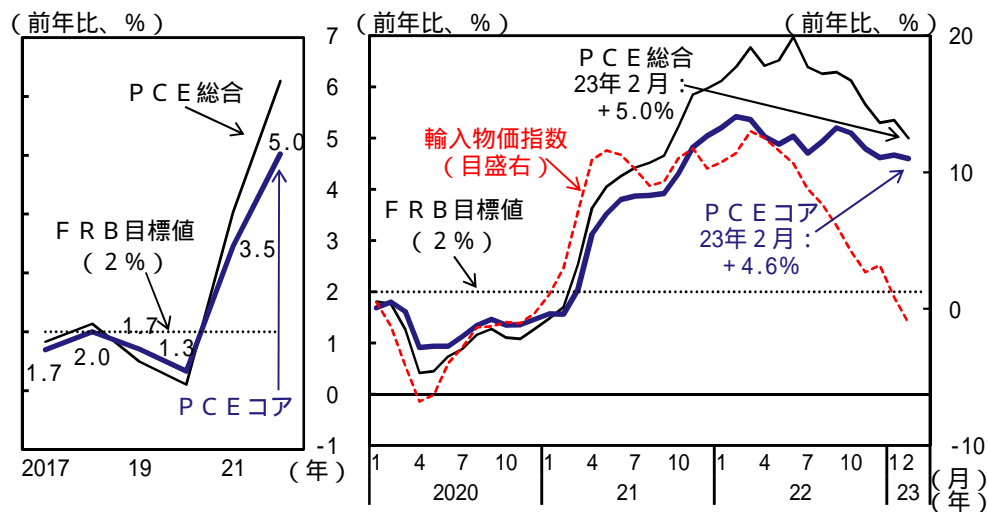 （前年比、％）
ＰＣＥ総合
5.0
ＦＲＢ目標値
（２％）
3.5
1.7
2.0
1.7
1.3
ＰＣＥコア
2017
19
21
（年）
（前年比、％）
（前年比、％）
7
6
5
4
3
2
1
0
-1
20
10
0
-10
ＰＣＥ総合
23年２月：
+5.0%
輸入物価指数
（目盛右）
ＦＲＢ目標値
（２％）
ＰＣＥコア
23年２月：
+4.6%
1 4 7 10 1 4 7 10 1 4 7 10 12
（月）
2020 21 22 23
（年）